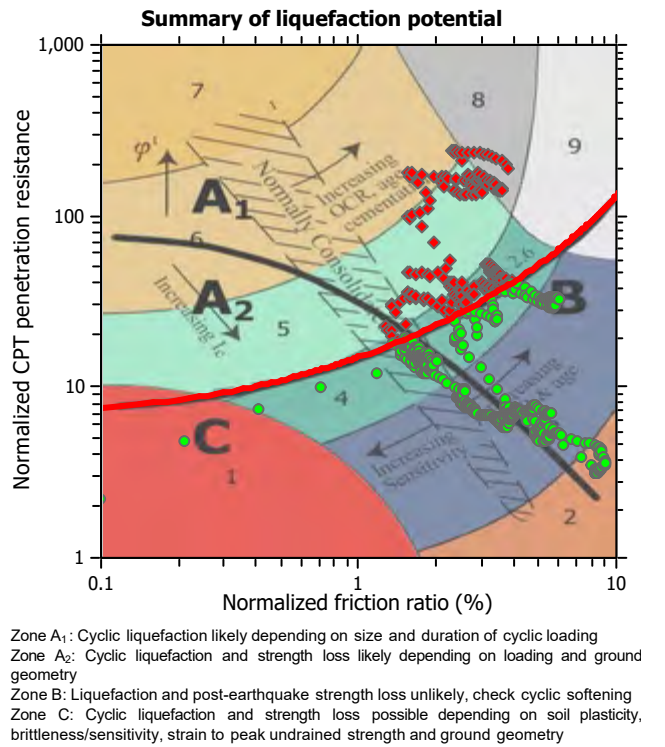 Summary of liquefaction potential
Normalized CPT penetration resistance
1,000
100
10
1
0.1
1
10
Normalized friction ratio (%)
7
8
9
φ'
A₁
Normally Consolid
Increasing
OCR, age
cementat
6
A₂
Increasing Ic
5
2.6
B
4
C
1
Increasing
Sensitivity
age
2
Zone A₁: Cyclic liquefaction likely depending on size and duration of cyclic loading
Zone A₂: Cyclic liquefaction and strength loss likely depending on loading and ground
geometry
Zone B: Liquefaction and post-earthquake strength loss unlikely, check cyclic softening
Zone C: Cyclic liquefaction and strength loss possible depending on soil plasticity,
brittleness/sensitivity, strain to peak undrained strength and ground geometry